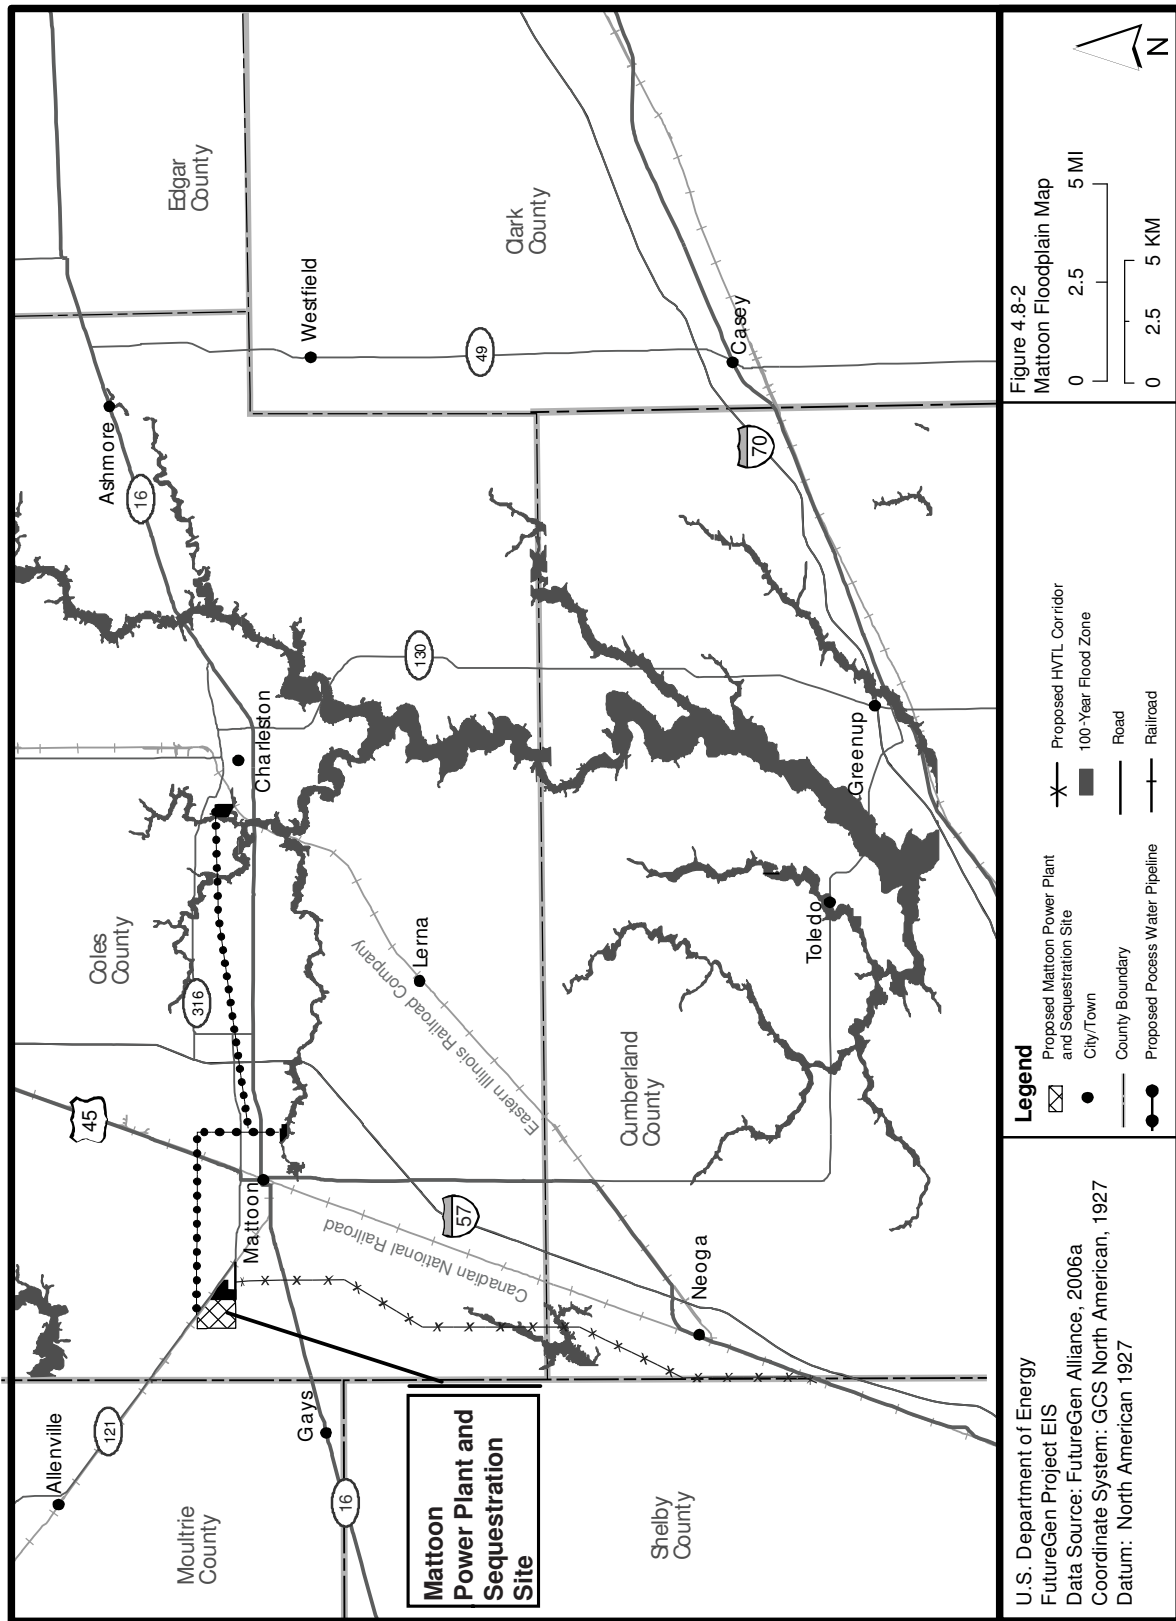 Allenville
121
Moultrie
County
Gays
16
Shelby
County
Mattoon
Power Plant and
Sequestration
Site
45
Mattoon
Canadian National Railroad
57
Neoga
Coles
County
316
Lerna
Eastern Illinois Railroad Company
Cumberland
County
Toledo
Charleston
130
Greenup
Ashmore
16
Edgar
County
Westfield
49
Clark
County
Casey
70
U.S. Department of Energy
FutureGen Project EIS
Data Source: FutureGen Alliance, 2006a
Coordinate System: GCS North American, 1927
Datum: North American 1927
Legend
Proposed Mattoon Power Plant
and Sequestration Site
City/Town
County Boundary
Proposed Pocess Water Pipeline
Proposed HVTL Corridor
100-Year Flood Zone
Road
Railroad
Figure 4.8-2
Mattoon Floodplain Map
0 2.5 5 MI
0 2.5 5 KM
N